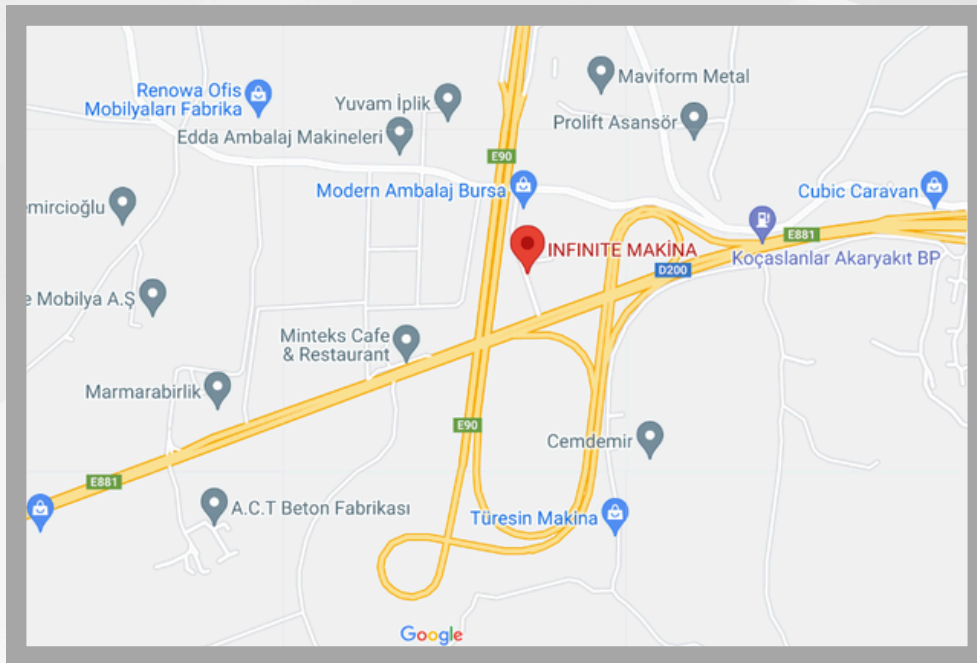 Renowa Ofis
Mobilyaları Fabrika
Yuvam İplik
Maviform Metal
Edda Ambalaj Makineleri
Prolift Asansör
E90
Modern Ambalaj Bursa
Cubic Caravan
emircioğlu
INFINITE MAKİNA
E881
Koçaslanlar Akaryakıt BP
D200
e Mobilya A.Ş
Minteks Cafe
& Restaurant
Marmarabirlik
E90
Cemdemir
E881
A.C.T Beton Fabrikası
Türesin Makina
Google